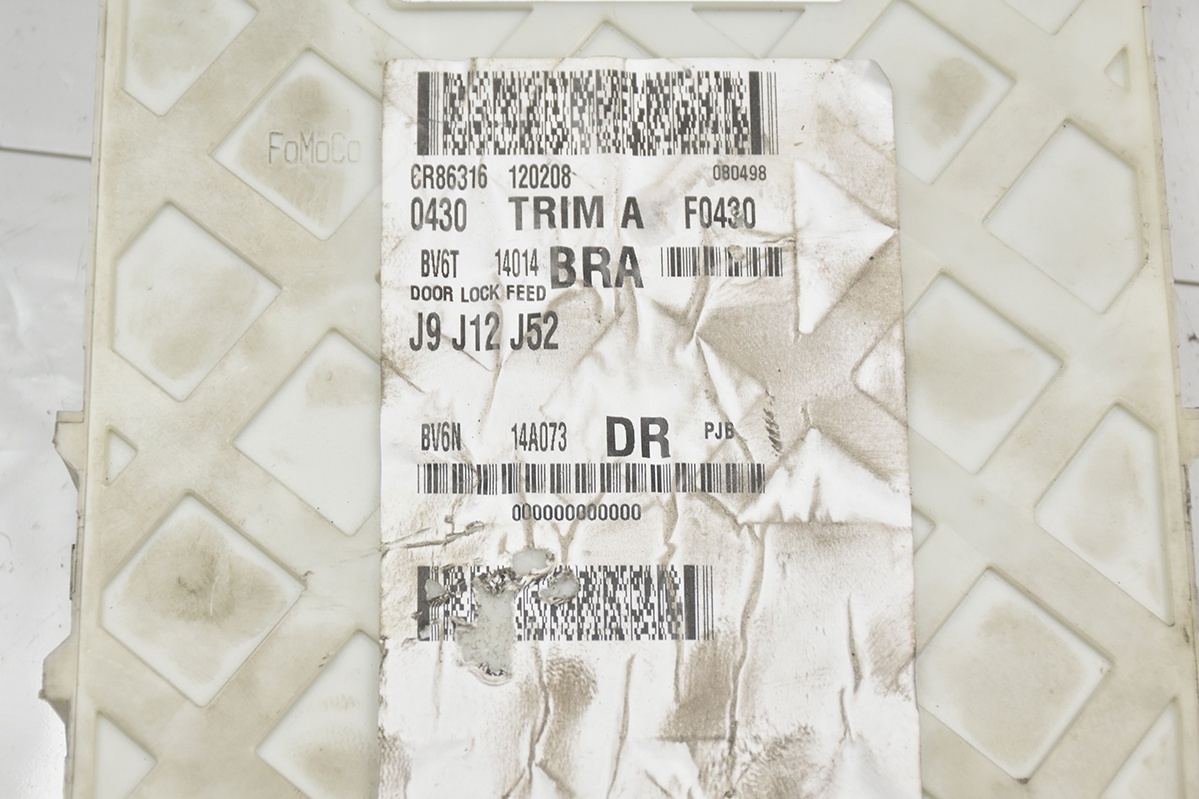 FoMoCo
CR86316 120208 080498
0430 TRIM A F0430
BV6T 14014 BRA
DOOR LOCK FEED
J9 J12 J52
BV6N 14A073 DR PJB
000000000000